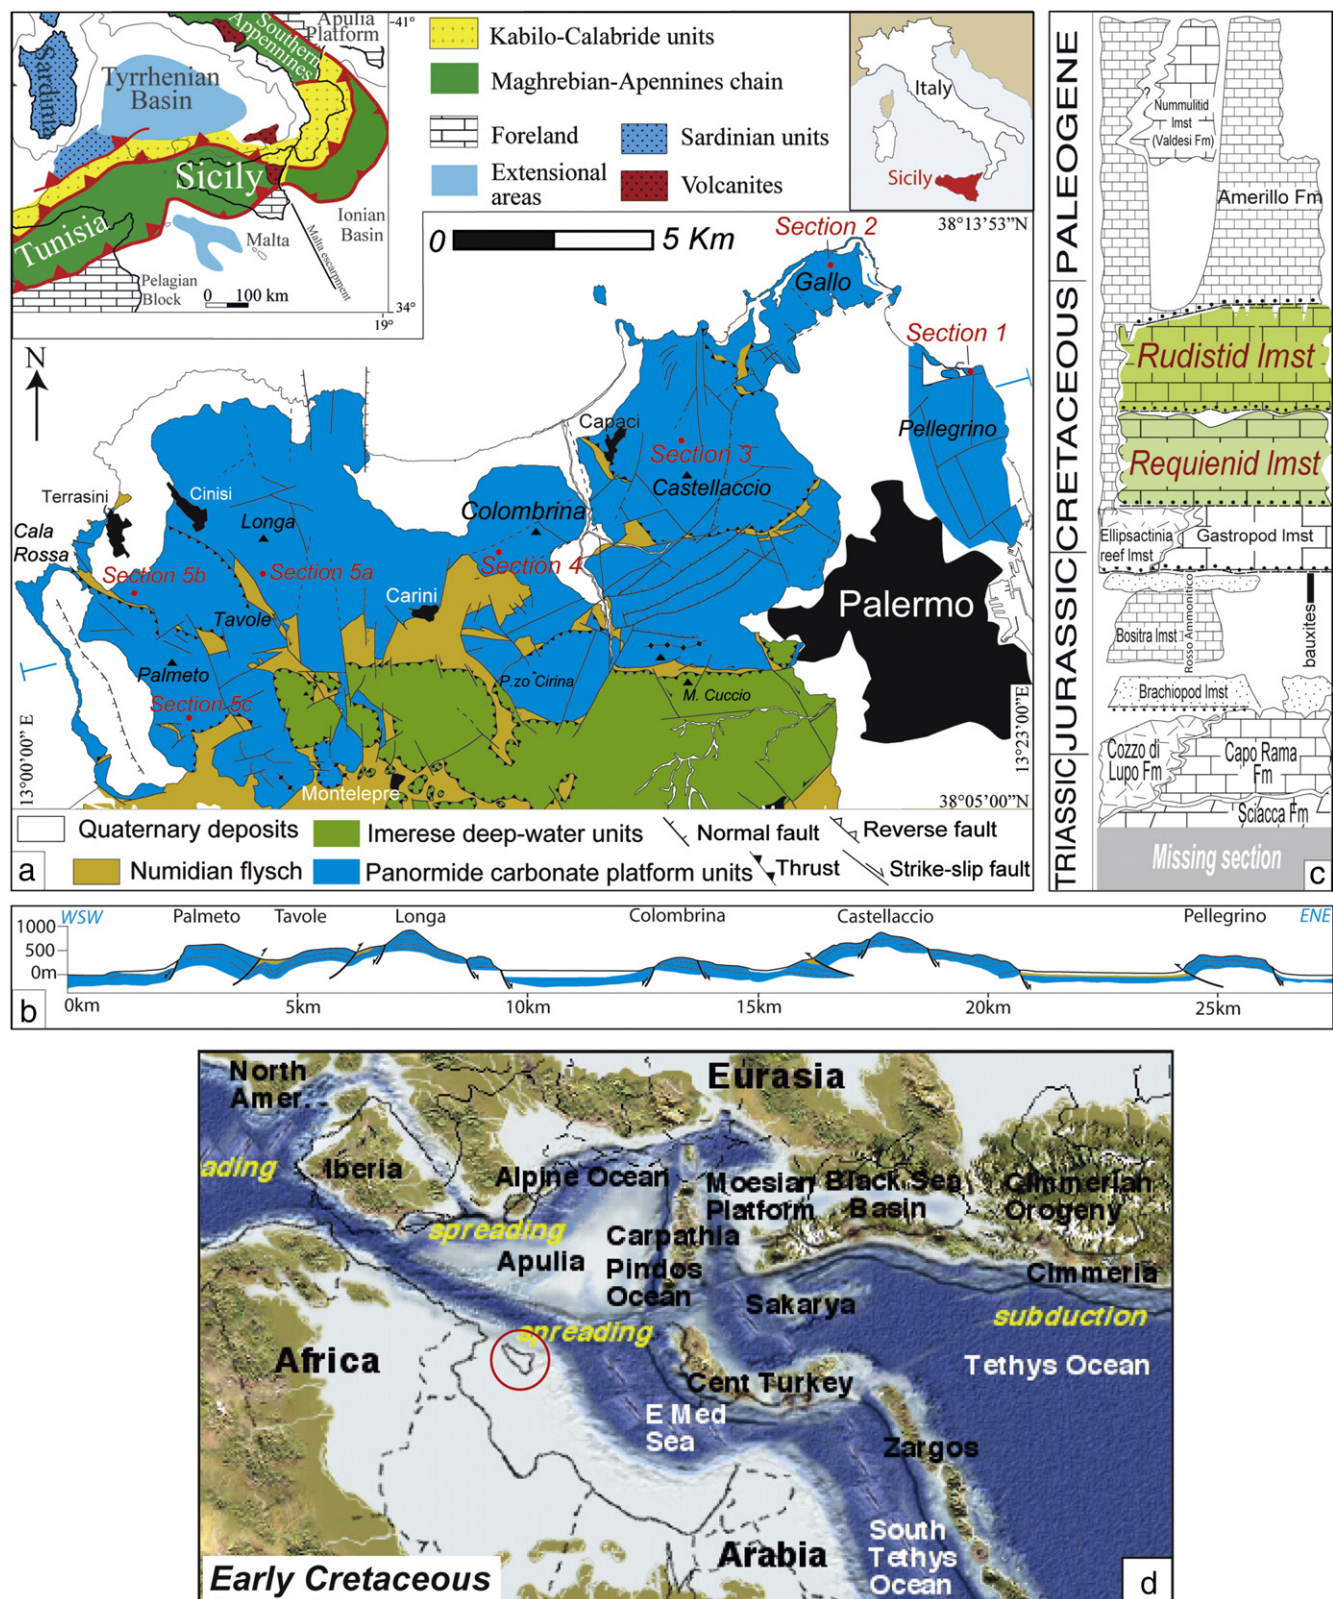 Apulia
Platform
Southern
Appennines
41°
Sardinia
Tyrrhenian
Basin
Sicily
Tunisia
Malta
Ionian
Basin
Malta escarpment
Pelagian
Block
0 100 km
34°
19°
Kabilo-Calabride units
Maghrebian-Apennines chain
Foreland
Sardinian units
Extensional
areas
Volcanites
Italy
Sicily
0 5 Km
38°13'53"N
Section 2
Gallo
Section 1
N
Pellegrino
Capaci
Section 3
Castellaccio
Terrasini
Cinisi
Longa
Colombrina
Cala
Rossa
Section 5b
Section 5a
Section 4
Carini
Palermo
Tavole
Palmeto
P.zo Cirina
M. Cuccio
Section 5c
Montelepre
13°00'00" E
13°23'00"E
38°05'00"N
Quaternary deposits
Imerese deep-water units
Normal fault
Reverse fault
Numidian flysch
Panormide carbonate platform units
Thrust
Strike-slip fault
a
PALEOGENE
CRETACEOUS
JURASSIC
TRIASSIC
Nummulitid
lmst
(Valdesi Fm)
Amerillo Fm
Rudistid lmst
Requienid lmst
Ellipsactinia
reef lmst
Gastropod lmst
Rosso Ammonitico
Bositra lmst
bauxites
Brachiopod lmst
Cozzo di
Lupo Fm
Capo Rama
Fm
Sciacca Fm
Missing section
c
WSW Palmeto Tavole Longa Colombrina Castellaccio Pellegrino ENE
1000
500
0m
0km 5km 10km 15km 20km 25km
b
North
Amer.
Eurasia
ading
Iberia
Alpine Ocean
Moesian
Platform
Black Sea
Basin
Cimmerian
Orogeny
spreading
Carpathia
Apulia
Pindos
Ocean
Cimmeria
Sakarya
subduction
spreading
Africa
Tethys Ocean
Cent Turkey
E Med
Sea
Zargos
South
Tethys
Ocean
Arabia
Early Cretaceous
d